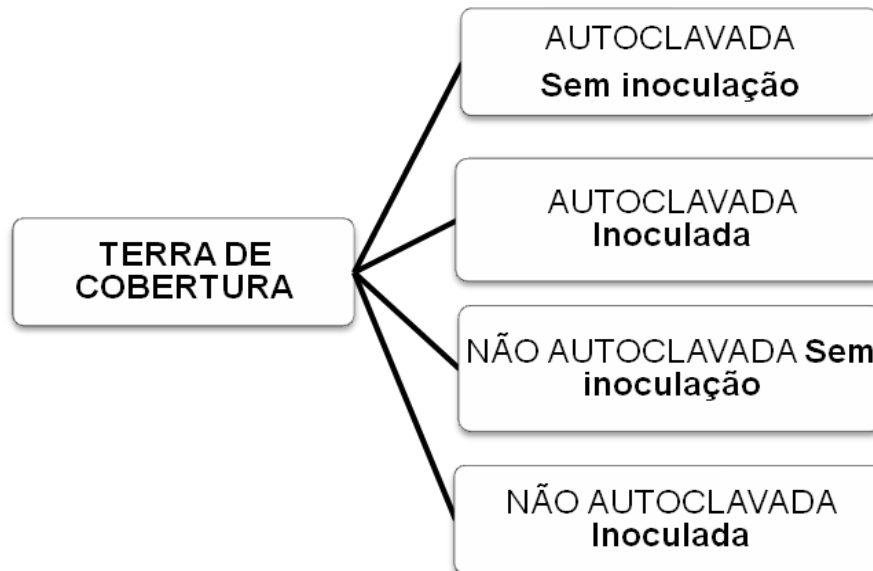 AUTOCLAVADA
Sem inoculação
AUTOCLAVADA
Inoculada
TERRA DE
COBERTURA
NÃO AUTOCLAVADA Sem
inoculação
NÃO AUTOCLAVADA
Inoculada